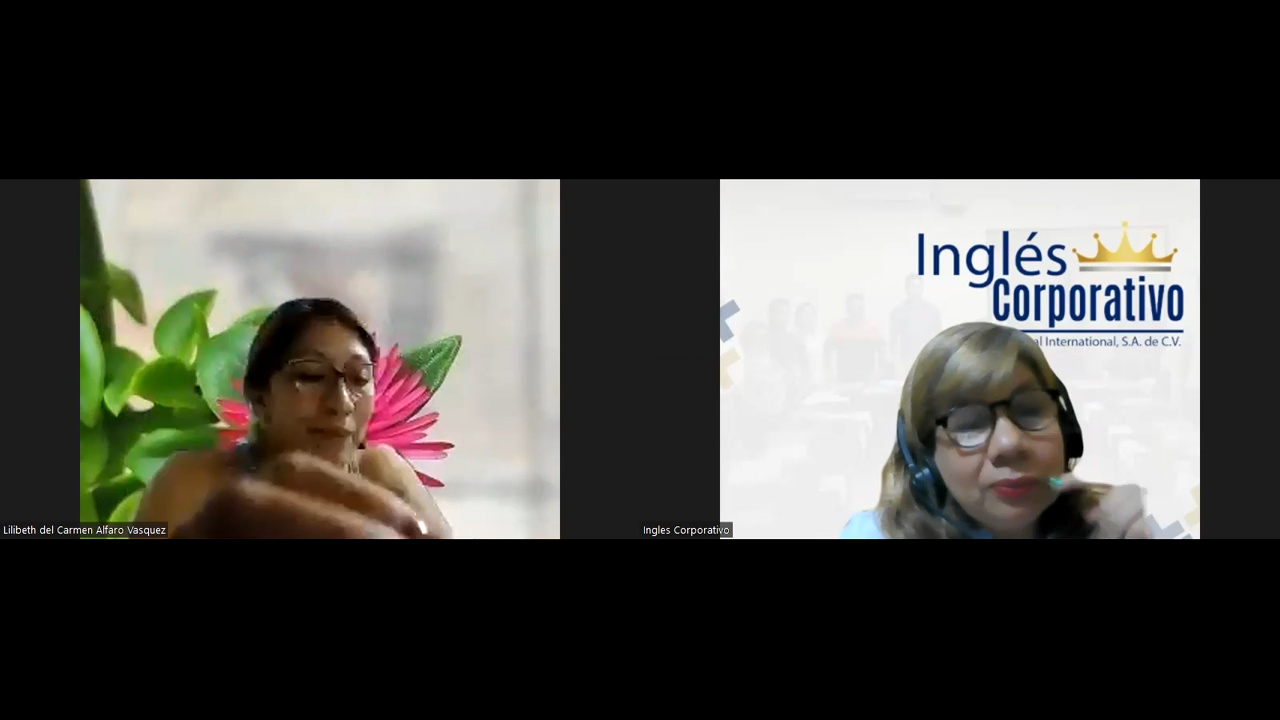 Inglés
Corporativo
al International, S.A. de C.V.
Lilibeth del Carmen Alfaro Vasquez
Ingles Corporativo